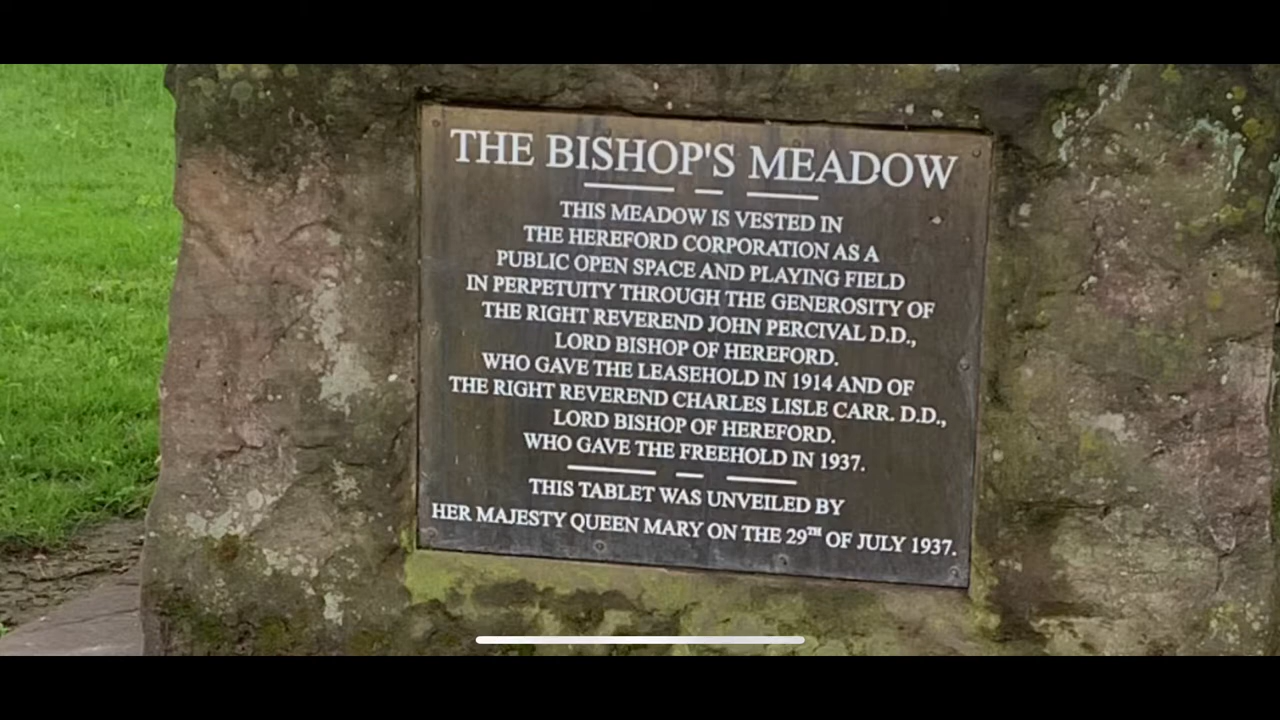 THE BISHOP'S MEADOW
THIS MEADOW IS VESTED IN
THE HEREFORD CORPORATION AS A
PUBLIC OPEN SPACE AND PLAYING FIELD
IN PERPETUITY THROUGH THE GENEROSITY OF
THE RIGHT REVEREND JOHN PERCIVAL D.D.,
LORD BISHOP OF HEREFORD.
WHO GAVE THE LEASEHOLD IN 1914 AND OF
THE RIGHT REVEREND CHARLES LISLE CARR. D.D.,
LORD BISHOP OF HEREFORD.
WHO GAVE THE FREEHOLD IN 1937.
THIS TABLET WAS UNVEILED BY
HER MAJESTY QUEEN MARY ON THE 29TH OF JULY 1937.